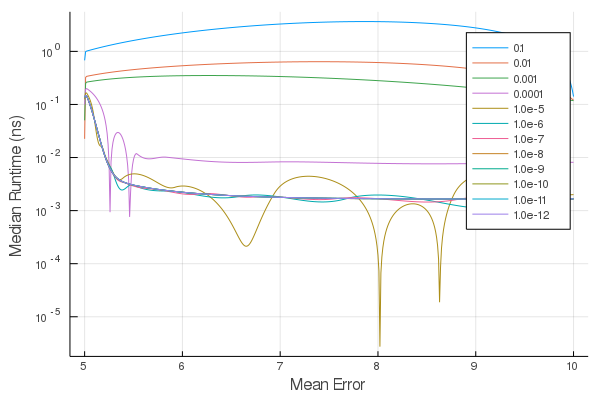 Median Runtime (ns)
10^0
10^-1
10^-2
10^-3
10^-4
10^-5
0.1
0.01
0.001
0.0001
1.0e-5
1.0e-6
1.0e-7
1.0e-8
1.0e-9
1.0e-10
1.0e-11
1.0e-12
5 6 7 8 9 10
Mean Error